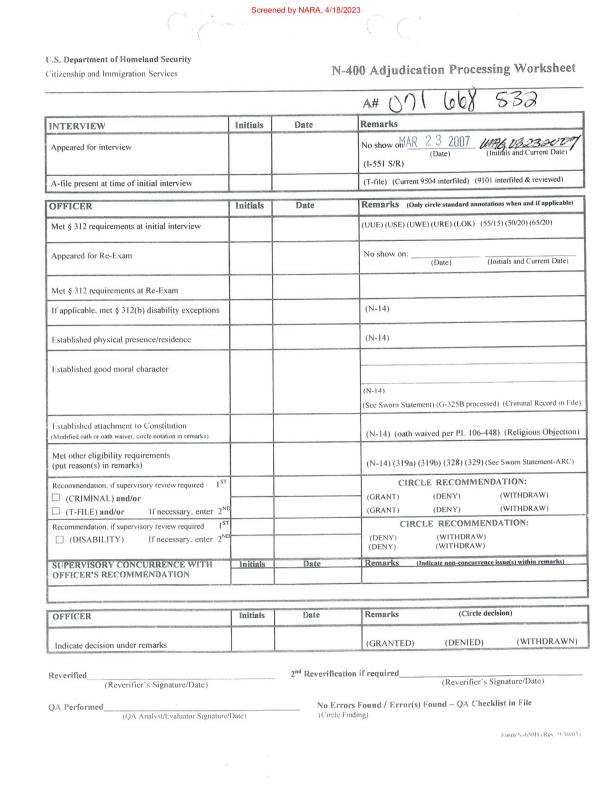 Screened by NARA, 4/18/2023
U.S. Department of Homeland Security
Citizenship and Immigration Services
N-400 Adjudication Processing Worksheet
A# 071 668 532
INTERVIEW Initials Date Remarks
Appeared for interview No show on MAR 23 2007
(Date) (Initials and Current Date)
(I-551 S/R)
A-file present at time of initial interview (T-file) (Current 9504 interfiled) (9101 interfiled & reviewed)
OFFICER Initials Date Remarks (Only circle standard annotations when and if applicable)
Met § 312 requirements at initial interview (UUE) (USE) (UWE) (URE) (LOK) (55/15) (50/20) (65/20)
Appeared for Re-Exam No show on:
(Date) (Initials and Current Date)
Met § 312 requirements at Re-Exam
If applicable, met § 312(b) disability exceptions (N-14)
Established physical presence/residence (N-14)
Established good moral character
(N-14)
(See Sworn Statement) (G-325B processed) (Criminal Record in File)
Established attachment to Constitution
(Modified oath or oath waiver, circle notation in remarks) (N-14) (oath waived per PL 106-448) (Religious Objection)
Met other eligibility requirements
(put reason(s) in remarks) (N-14) (319a) (319b) (328) (329) (See Sworn Statement-ARC)
Recommendation, if supervisory review required 1ST CIRCLE RECOMMENDATION:
(CRIMINAL) and/or (GRANT) (DENY) (WITHDRAW)
(T-FILE) and/or If necessary, enter 2ND (GRANT) (DENY) (WITHDRAW)
Recommendation, if supervisory review required 1ST CIRCLE RECOMMENDATION:
(DISABILITY) If necessary, enter 2ND (DENY) (WITHDRAW)
(DENY) (WITHDRAW)
SUPERVISORY CONCURRENCE WITH Initials Date Remarks (Indicate non-concurrence issue(s) within remarks)
OFFICER'S RECOMMENDATION
OFFICER Initials Date Remarks (Circle decision)
Indicate decision under remarks (GRANTED) (DENIED) (WITHDRAWN)
Reverified 2nd Reverification if required
(Reverifier's Signature/Date) (Reverifier's Signature/Date)
QA Performed No Errors Found / Error(s) Found – QA Checklist in File
(QA Analyst/Evaluator Signature/Date) (Circle Finding)